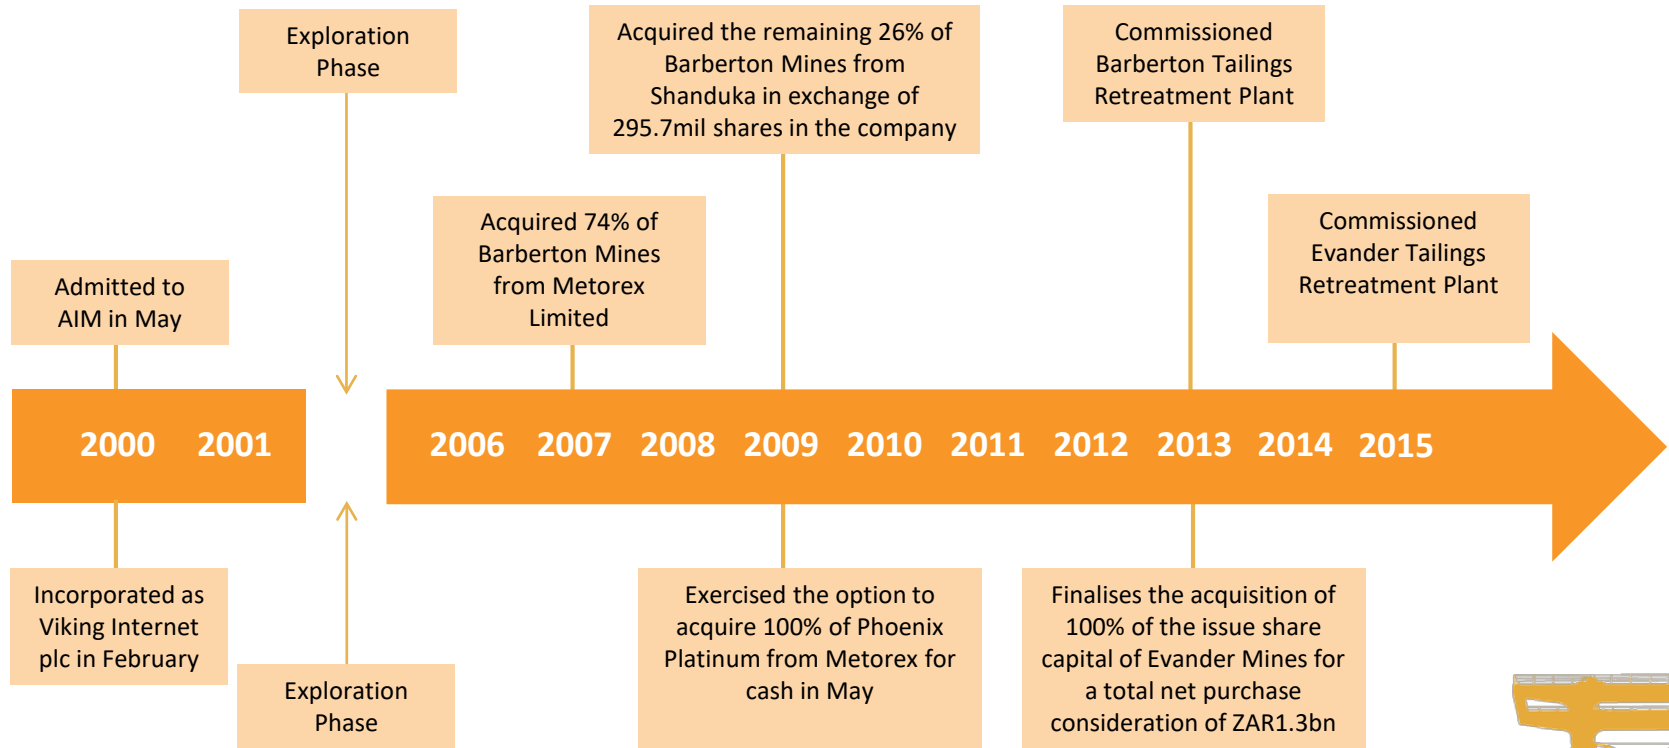 Exploration
Phase
Acquired the remaining 26% of
Barberton Mines from
Shanduka in exchange of
295.7mil shares in the company
Commissioned
Barberton Tailings
Retreatment Plant
Acquired 74% of
Barberton Mines
from Metorex
Limited
Commissioned
Evander Tailings
Retreatment Plant
Admitted to
AIM in May
2000 2001 2006 2007 2008 2009 2010 2011 2012 2013 2014 2015
Incorporated as
Viking Internet
plc in February
Exploration
Phase
Exercised the option to
acquire 100% of Phoenix
Platinum from Metorex for
cash in May
Finalises the acquisition of
100% of the issue share
capital of Evander Mines for
a total net purchase
consideration of ZAR1.3bn